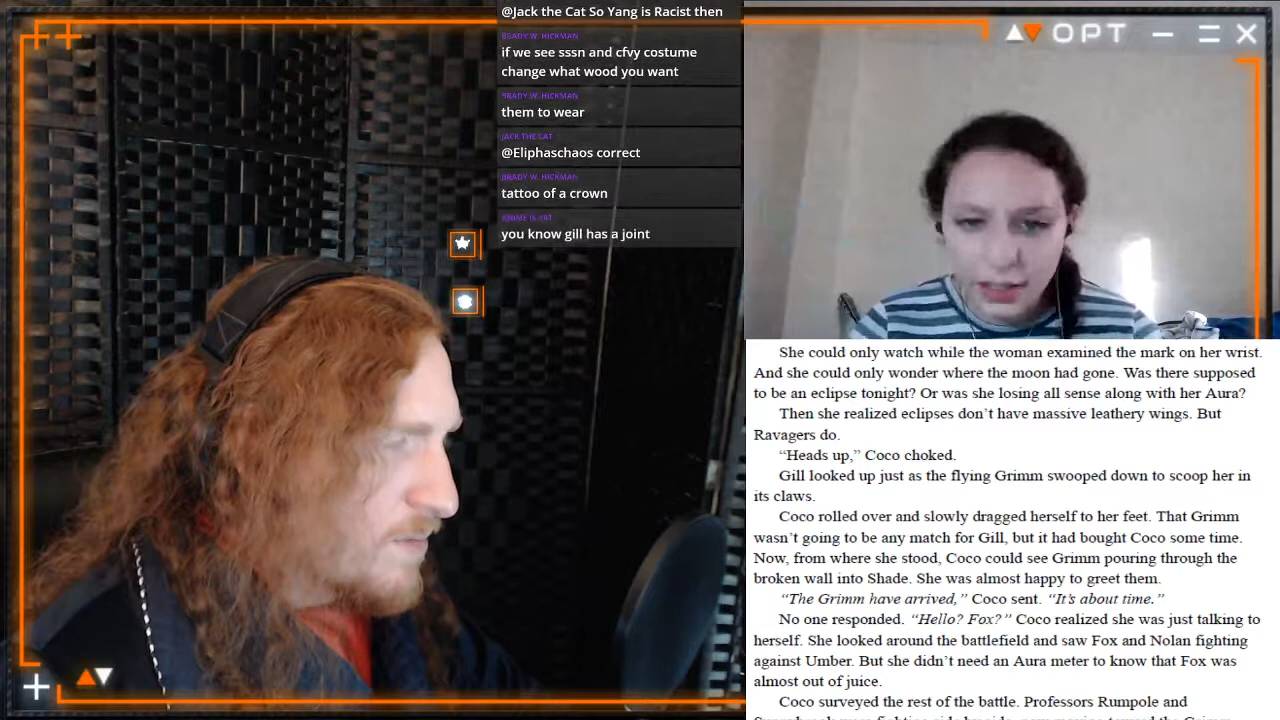 @Jack the Cat So Yang is Racist then
BRADY W. HICKMAN
if we see sssn and cfvy costume
change what wood you want
BRADY W. HICKMAN
them to wear
JACK THE CAT
@Eliphaschaos correct
BRADY W. HICKMAN
tattoo of a crown
you know gill has a joint
OPT
She could only watch while the woman examined the mark on her wrist.
And she could only wonder where the moon had gone. Was there supposed
to be an eclipse tonight? Or was she losing all sense along with her Aura?
Then she realized eclipses don’t have massive leathery wings. But
Ravagers do.
“Heads up,” Coco choked.
Gill looked up just as the flying Grimm swooped down to scoop her in
its claws.
Coco rolled over and slowly dragged herself to her feet. That Grimm
wasn’t going to be any match for Gill, but it had bought Coco some time.
Now, from where she stood, Coco could see Grimm pouring through the
broken wall into Shade. She was almost happy to greet them.
“The Grimm have arrived,” Coco sent. “It’s about time.”
No one responded. “Hello? Fox?” Coco realized she was just talking to
herself. She looked around the battlefield and saw Fox and Nolan fighting
against Umber. But she didn’t need an Aura meter to know that Fox was
almost out of juice.
Coco surveyed the rest of the battle. Professors Rumpole and